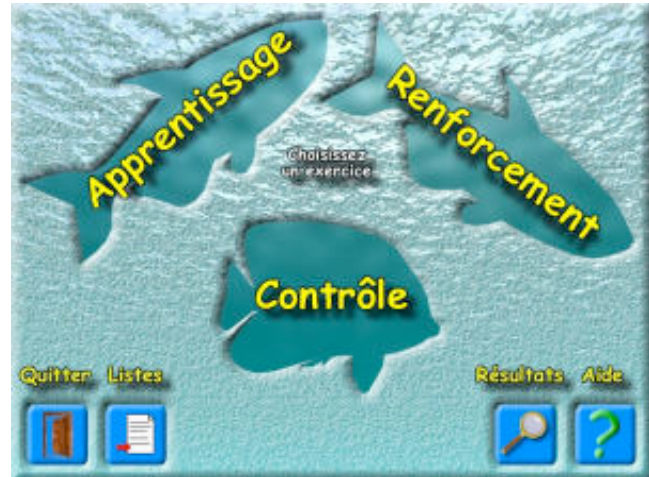 Apprentissage
Renforcement
Choisissez
un exercice
Contrôle
Quitter Listes
Résultats Aide